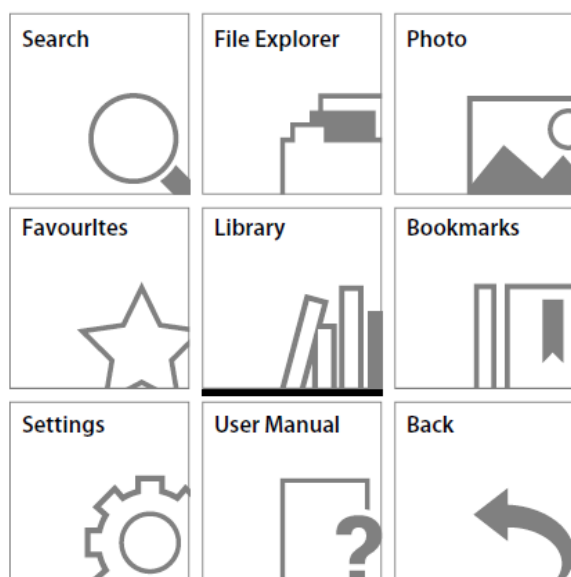 Search
File Explorer
Photo
FavourItes
Library
Bookmarks
Settings
User Manual
?
Back